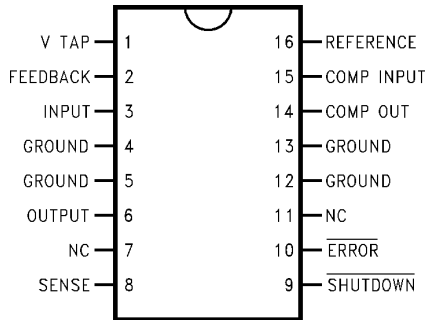 V TAP 1 16 REFERENCE
FEEDBACK 2 15 COMP INPUT
INPUT 3 14 COMP OUT
GROUND 4 13 GROUND
GROUND 5 12 GROUND
OUTPUT 6 11 NC
NC 7 10 ERROR
SENSE 8 9 SHUTDOWN